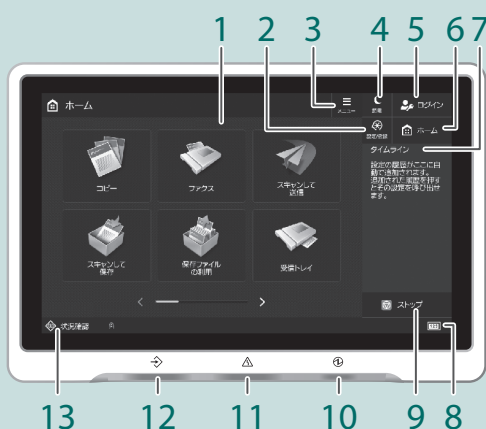 1 2 3 4 5 6 7
ホーム
メニュー
節電
ログイン
設定/登録
ホーム
タイムライン
設定の履歴がここに自
動で追加されます。
追加された履歴を押す
とその設定を呼び出せ
ます。
コピー
ファクス
スキャンして
送信
スキャンして
保存
保存ファイル
の利用
受信トレイ
ストップ
状況確認
123
13 12 11 10 9 8